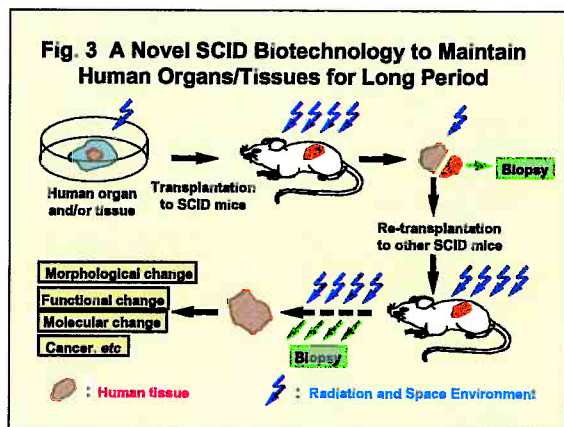 Fig. 3 A Novel SCID Biotechnology to Maintain
Human Organs/Tissues for Long Period
Human organ
and/or tissue
Transplantation
to SCID mice
Biopsy
Re-transplantation
to other SCID mice
Morphological change
Functional change
Molecular change
Cancer, etc
Biopsy
: Human tissue
: Radiation and Space Environment